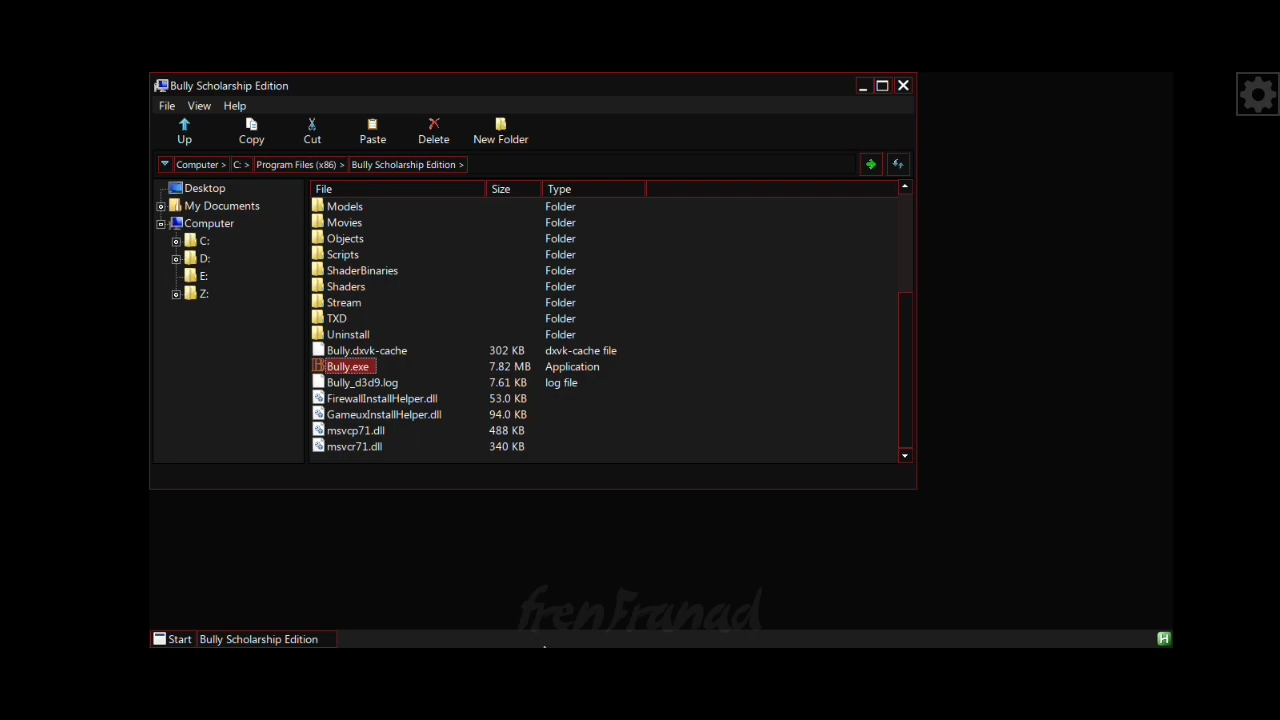 Bully Scholarship Edition
File View Help
Up Copy Cut Paste Delete New Folder
Computer > C: > Program Files (x86) > Bully Scholarship Edition >
Desktop
My Documents
Computer
C:
D:
E:
Z:
File Size Type
Models Folder
Movies Folder
Objects Folder
Scripts Folder
ShaderBinaries Folder
Shaders Folder
Stream Folder
TXD Folder
Uninstall Folder
Bully.dxvk-cache 302 KB dxvk-cache file
Bully.exe 7.82 MB Application
Bully_d3d9.log 7.61 KB log file
FirewallInstallHelper.dll 53.0 KB
GameuxInstallHelper.dll 94.0 KB
msvcp71.dll 488 KB
msvcr71.dll 340 KB
frenFranad
Start Bully Scholarship Edition H